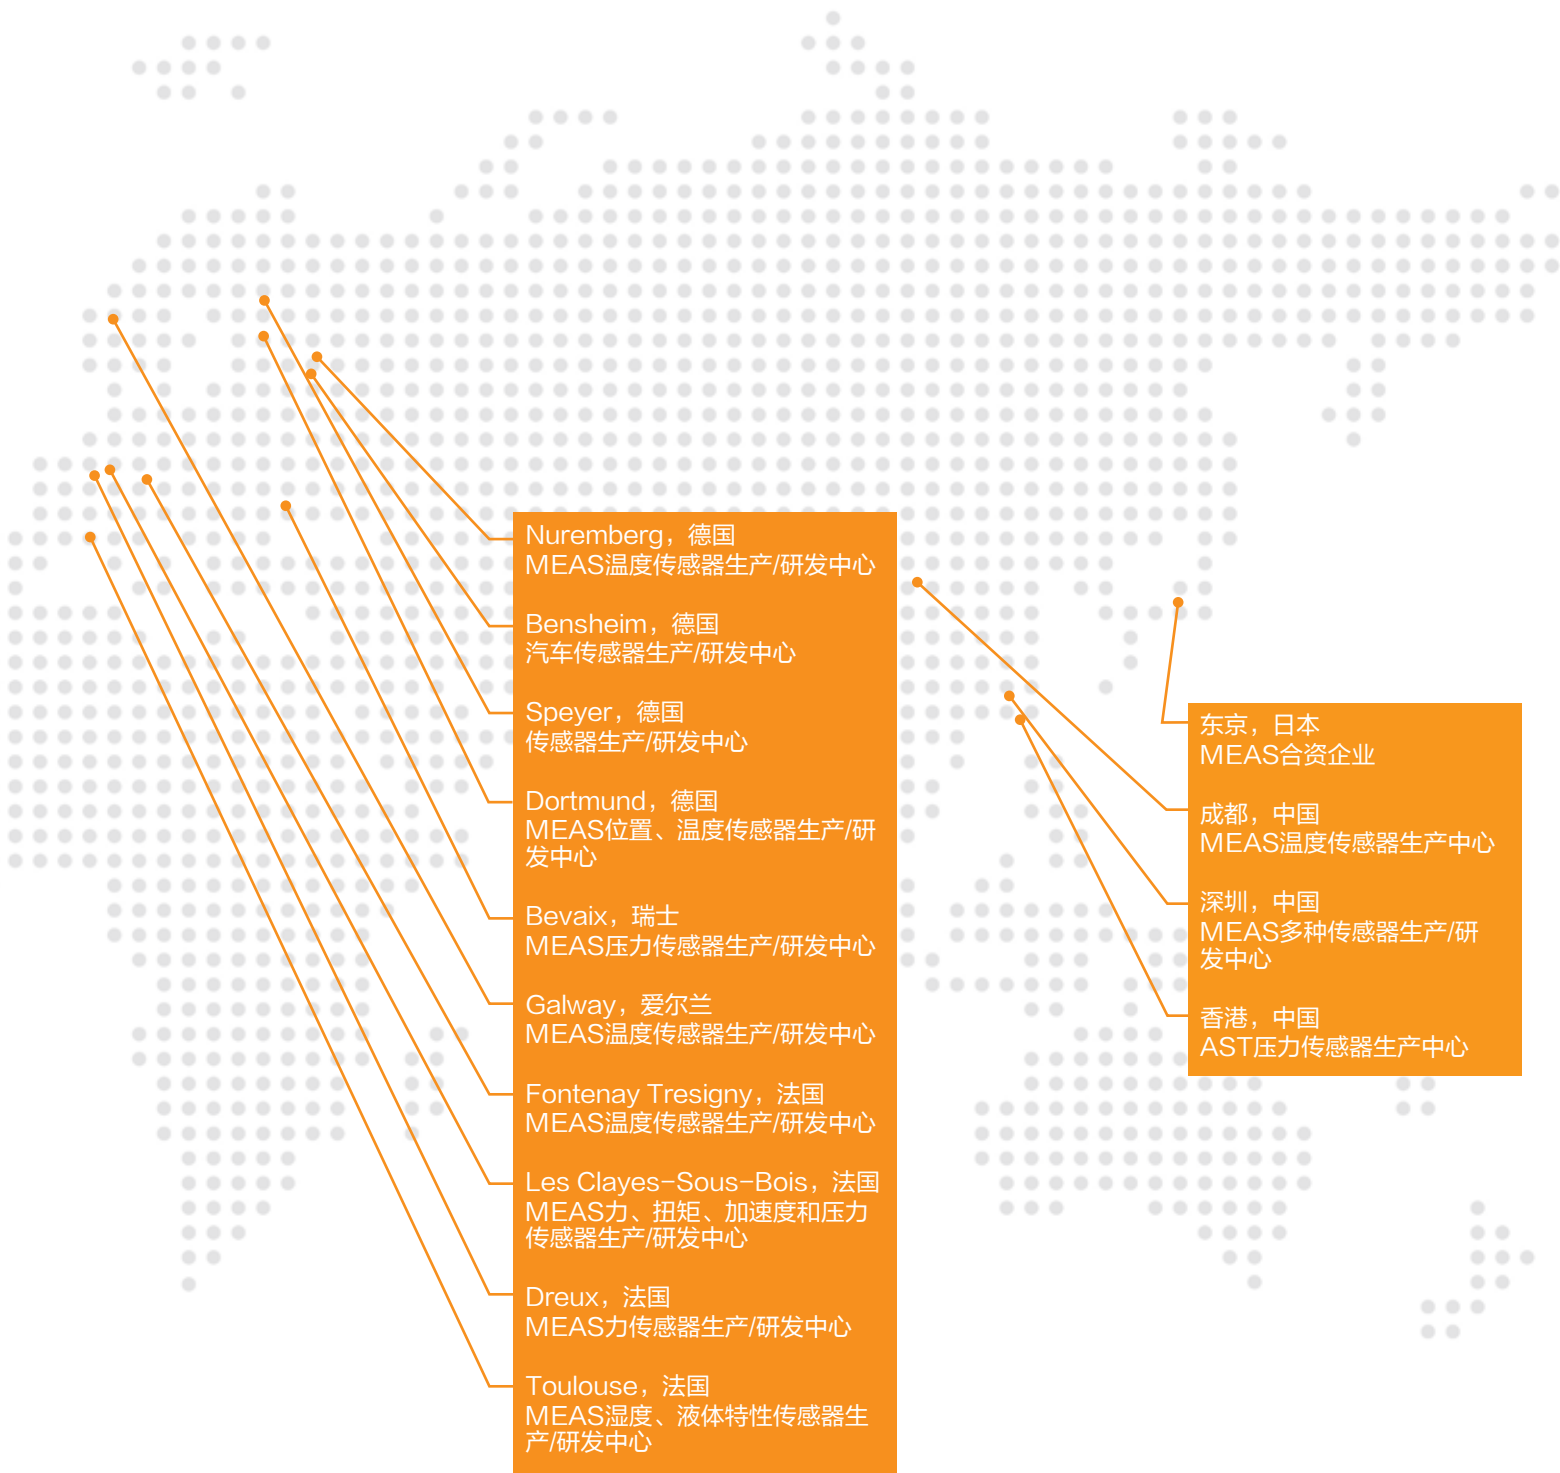 Nuremberg，德国
MEAS温度传感器生产/研发中心
Bensheim，德国
汽车传感器生产/研发中心
Speyer，德国
传感器生产/研发中心
Dortmund，德国
MEAS位置、温度传感器生产/研
发中心
Bevaix，瑞士
MEAS压力传感器生产/研发中心
Galway，爱尔兰
MEAS温度传感器生产/研发中心
Fontenay Tresigny，法国
MEAS温度传感器生产/研发中心
Les Clayes-Sous-Bois，法国
MEAS力、扭矩、加速度和压力
传感器生产/研发中心
Dreux，法国
MEAS力传感器生产/研发中心
Toulouse，法国
MEAS湿度、液体特性传感器生
产/研发中心
东京，日本
MEAS合资企业
成都，中国
MEAS温度传感器生产中心
深圳，中国
MEAS多种传感器生产/研
发中心
香港，中国
AST压力传感器生产中心